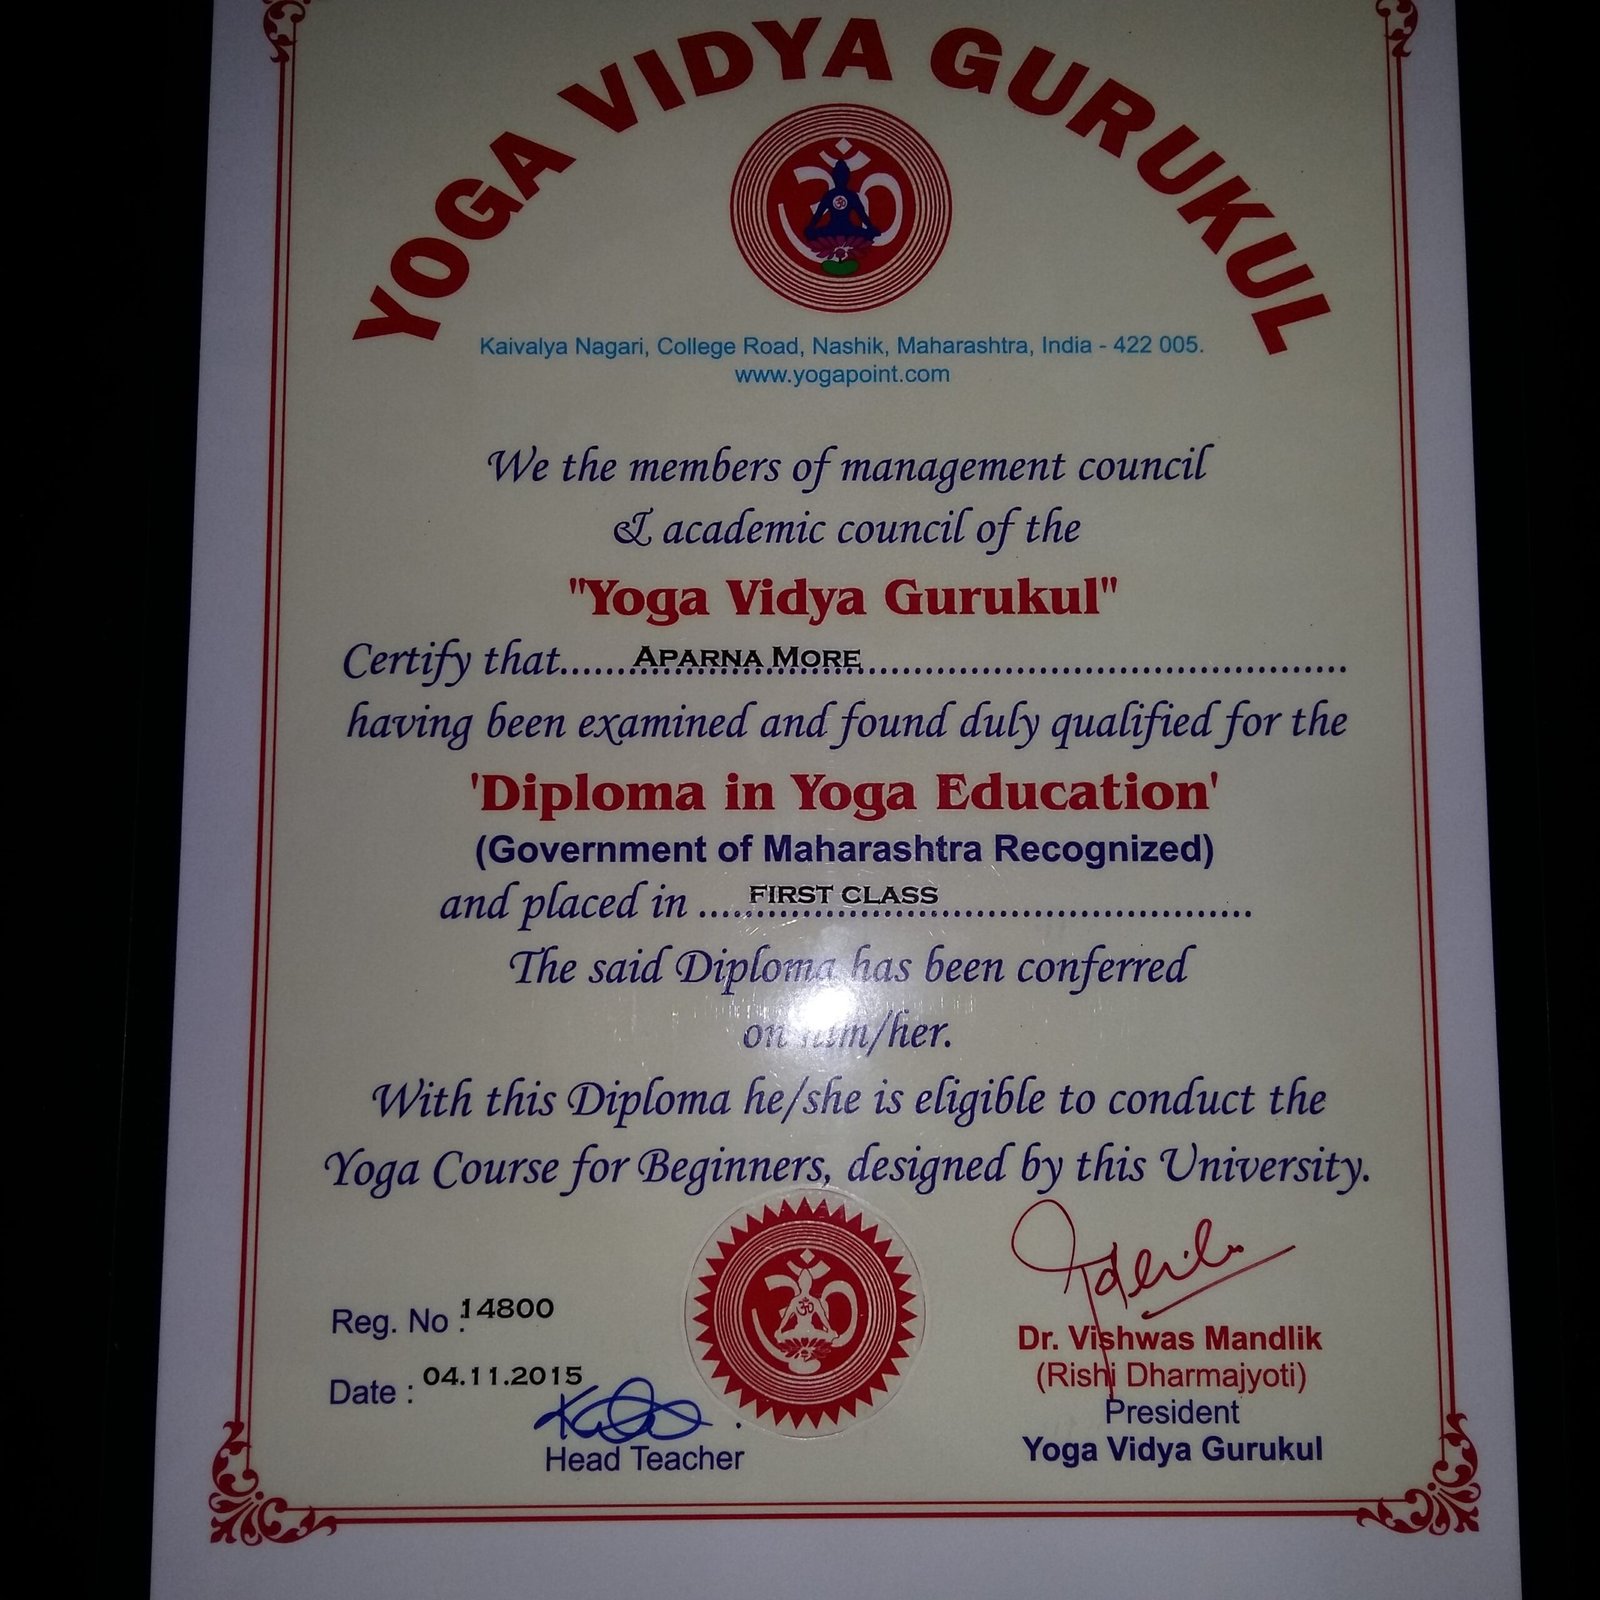 YOGA VIDYA GURUKUL
Kaivalya Nagari, College Road, Nashik, Maharashtra, India - 422 005.
www.yogapoint.com
We the members of management council
& academic council of the
"Yoga Vidya Gurukul"
Certify that......APARNA MORE............................................
having been examined and found duly qualified for the
'Diploma in Yoga Education'
(Government of Maharashtra Recognized)
and placed in ....FIRST CLASS...........................
The said Diploma has been conferred
on him/her.
With this Diploma he/she is eligible to conduct the
Yoga Course for Beginners, designed by this University.
Reg. No : 14800
Date : 04.11.2015
Head Teacher
Dr. Vishwas Mandlik
(Rishi Dharmajyoti)
President
Yoga Vidya Gurukul